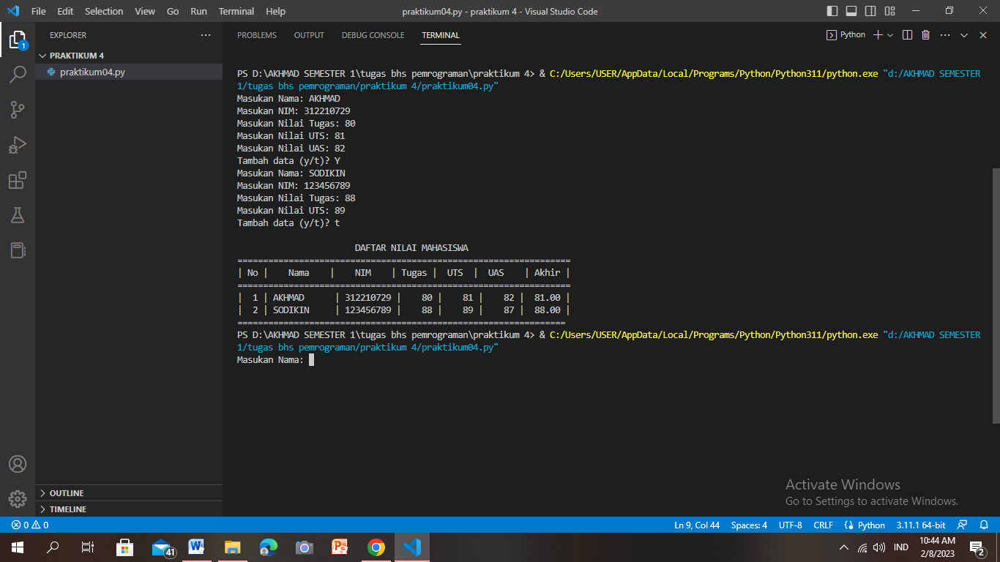 File Edit Selection View Go Run Terminal Help praktikum04.py - praktikum 4 - Visual Studio Code
EXPLORER
PROBLEMS OUTPUT DEBUG CONSOLE TERMINAL Python
1
PRAKTIKUM 4
praktikum04.py
PS D:\AKHMAD SEMESTER 1\tugas bhs pemrograman\praktikum 4> & C:/Users/USER/AppData/Local/Programs/Python/Python311/python.exe "d:/AKHMAD SEMESTER
1/tugas bhs pemrograman/praktikum 4/praktikum04.py"
Masukan Nama: AKHMAD
Masukan NIM: 312210729
Masukan Nilai Tugas: 80
Masukan Nilai UTS: 81
Masukan Nilai UAS: 82
Tambah data (y/t)? Y
Masukan Nama: SODIKIN
Masukan NIM: 123456789
Masukan Nilai Tugas: 88
Masukan Nilai UTS: 89
Tambah data (y/t)? t
DAFTAR NILAI MAHASISWA
=================================================================
| No |    Nama    |    NIM    | Tugas |  UTS  |  UAS    | Akhir |
=================================================================
|  1 | AKHMAD      | 312210729 |    80 |    81 |    82 |  81.00 |
|  2 | SODIKIN     | 123456789 |    88 |    89 |    87 |  88.00 |
================================================================
PS D:\AKHMAD SEMESTER 1\tugas bhs pemrograman\praktikum 4> & C:/Users/USER/AppData/Local/Programs/Python/Python311/python.exe "d:/AKHMAD SEMESTER
1/tugas bhs pemrograman/praktikum 4/praktikum04.py"
Masukan Nama:
Activate Windows
Go to Settings to activate Windows.
OUTLINE
TIMELINE
0 0 Ln 9, Col 44 Spaces: 4 UTF-8 CRLF Python 3.11.1 64-bit
41 IND 10:44 AM
2/8/2023 2